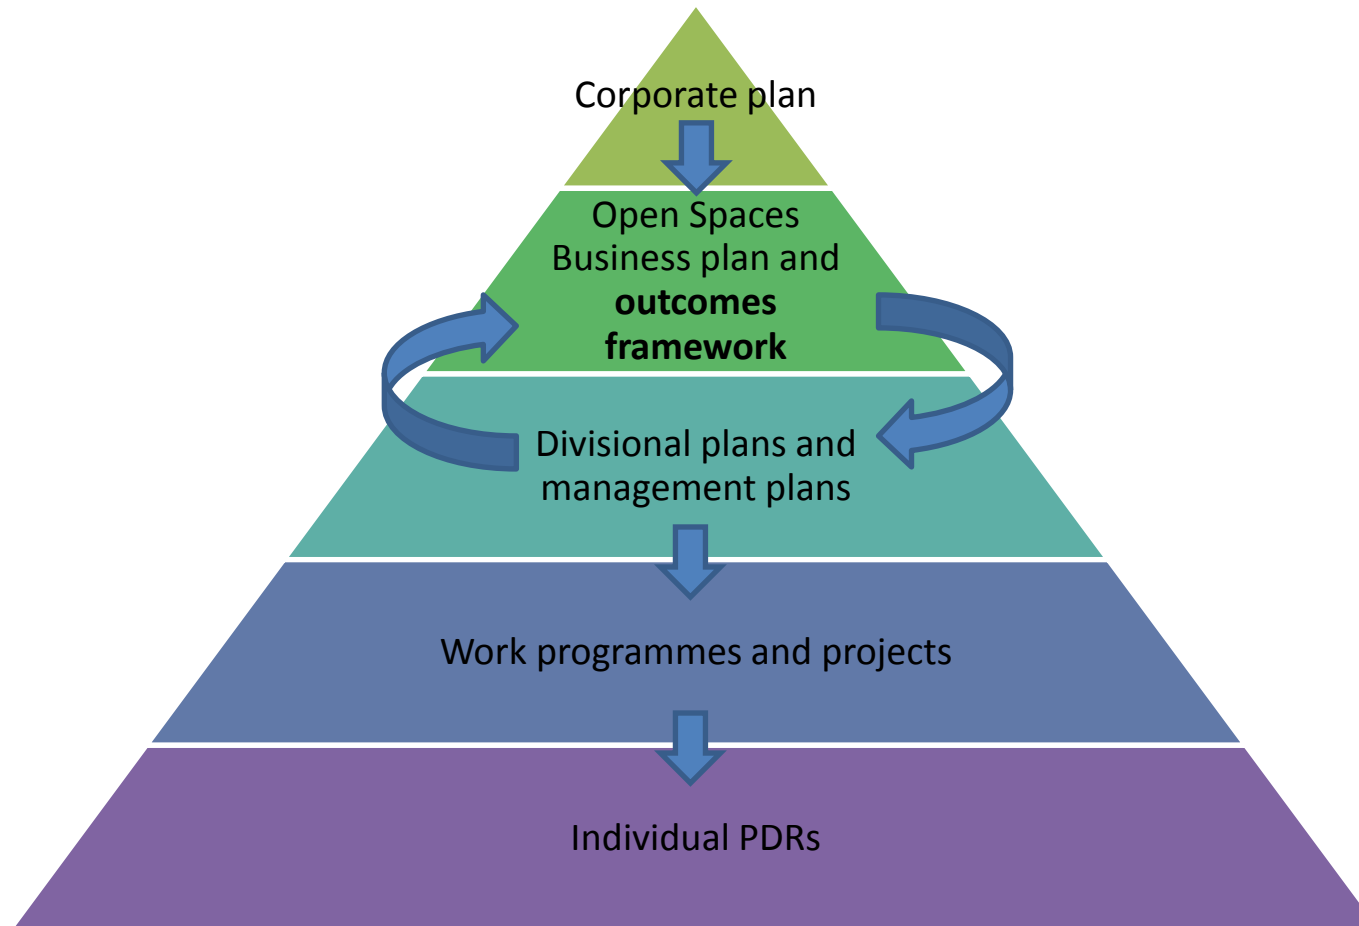 Corporate plan
Open Spaces
Business plan and
outcomes
framework
Divisional plans and
management plans
Work programmes and projects
Individual PDRs